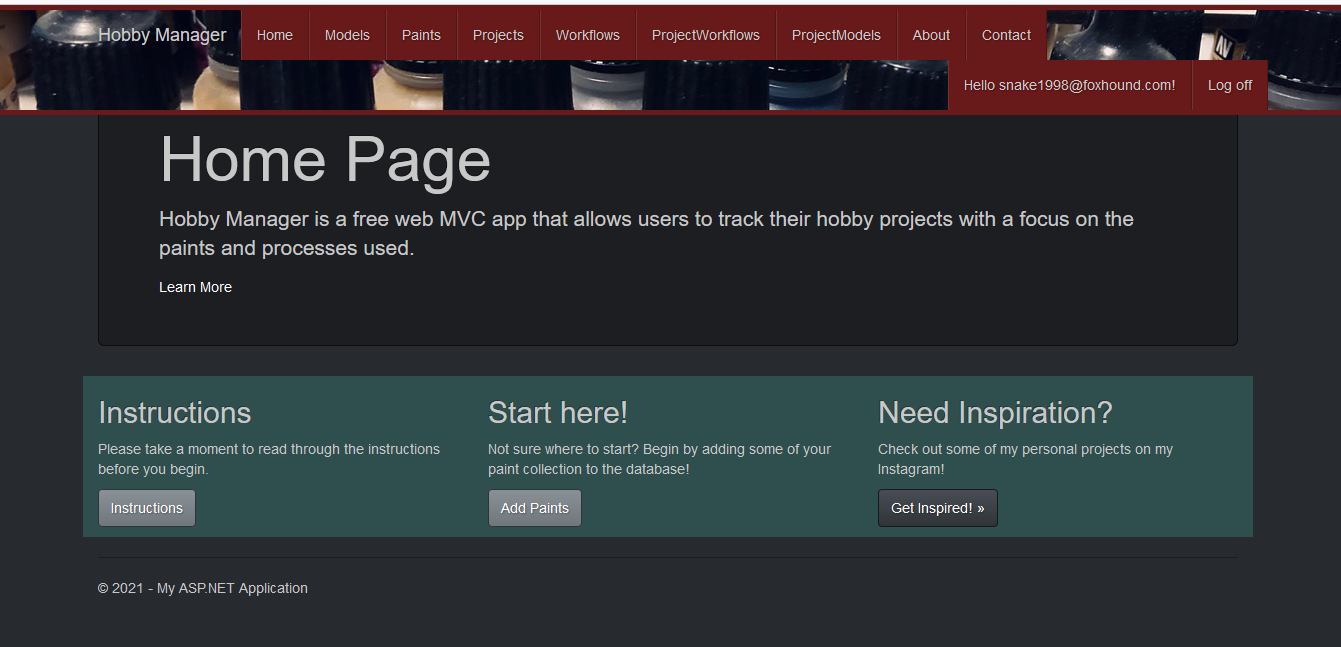 Hobby Manager Home Models Paints Projects Workflows ProjectWorkflows ProjectModels About Contact
Hello snake1998@foxhound.com! Log off
Home Page
Hobby Manager is a free web MVC app that allows users to track their hobby projects with a focus on the
paints and processes used.
Learn More
Instructions
Please take a moment to read through the instructions
before you begin.
Instructions
Start here!
Not sure where to start? Begin by adding some of your
paint collection to the database!
Add Paints
Need Inspiration?
Check out some of my personal projects on my
Instagram!
Get Inspired! »
© 2021 - My ASP.NET Application